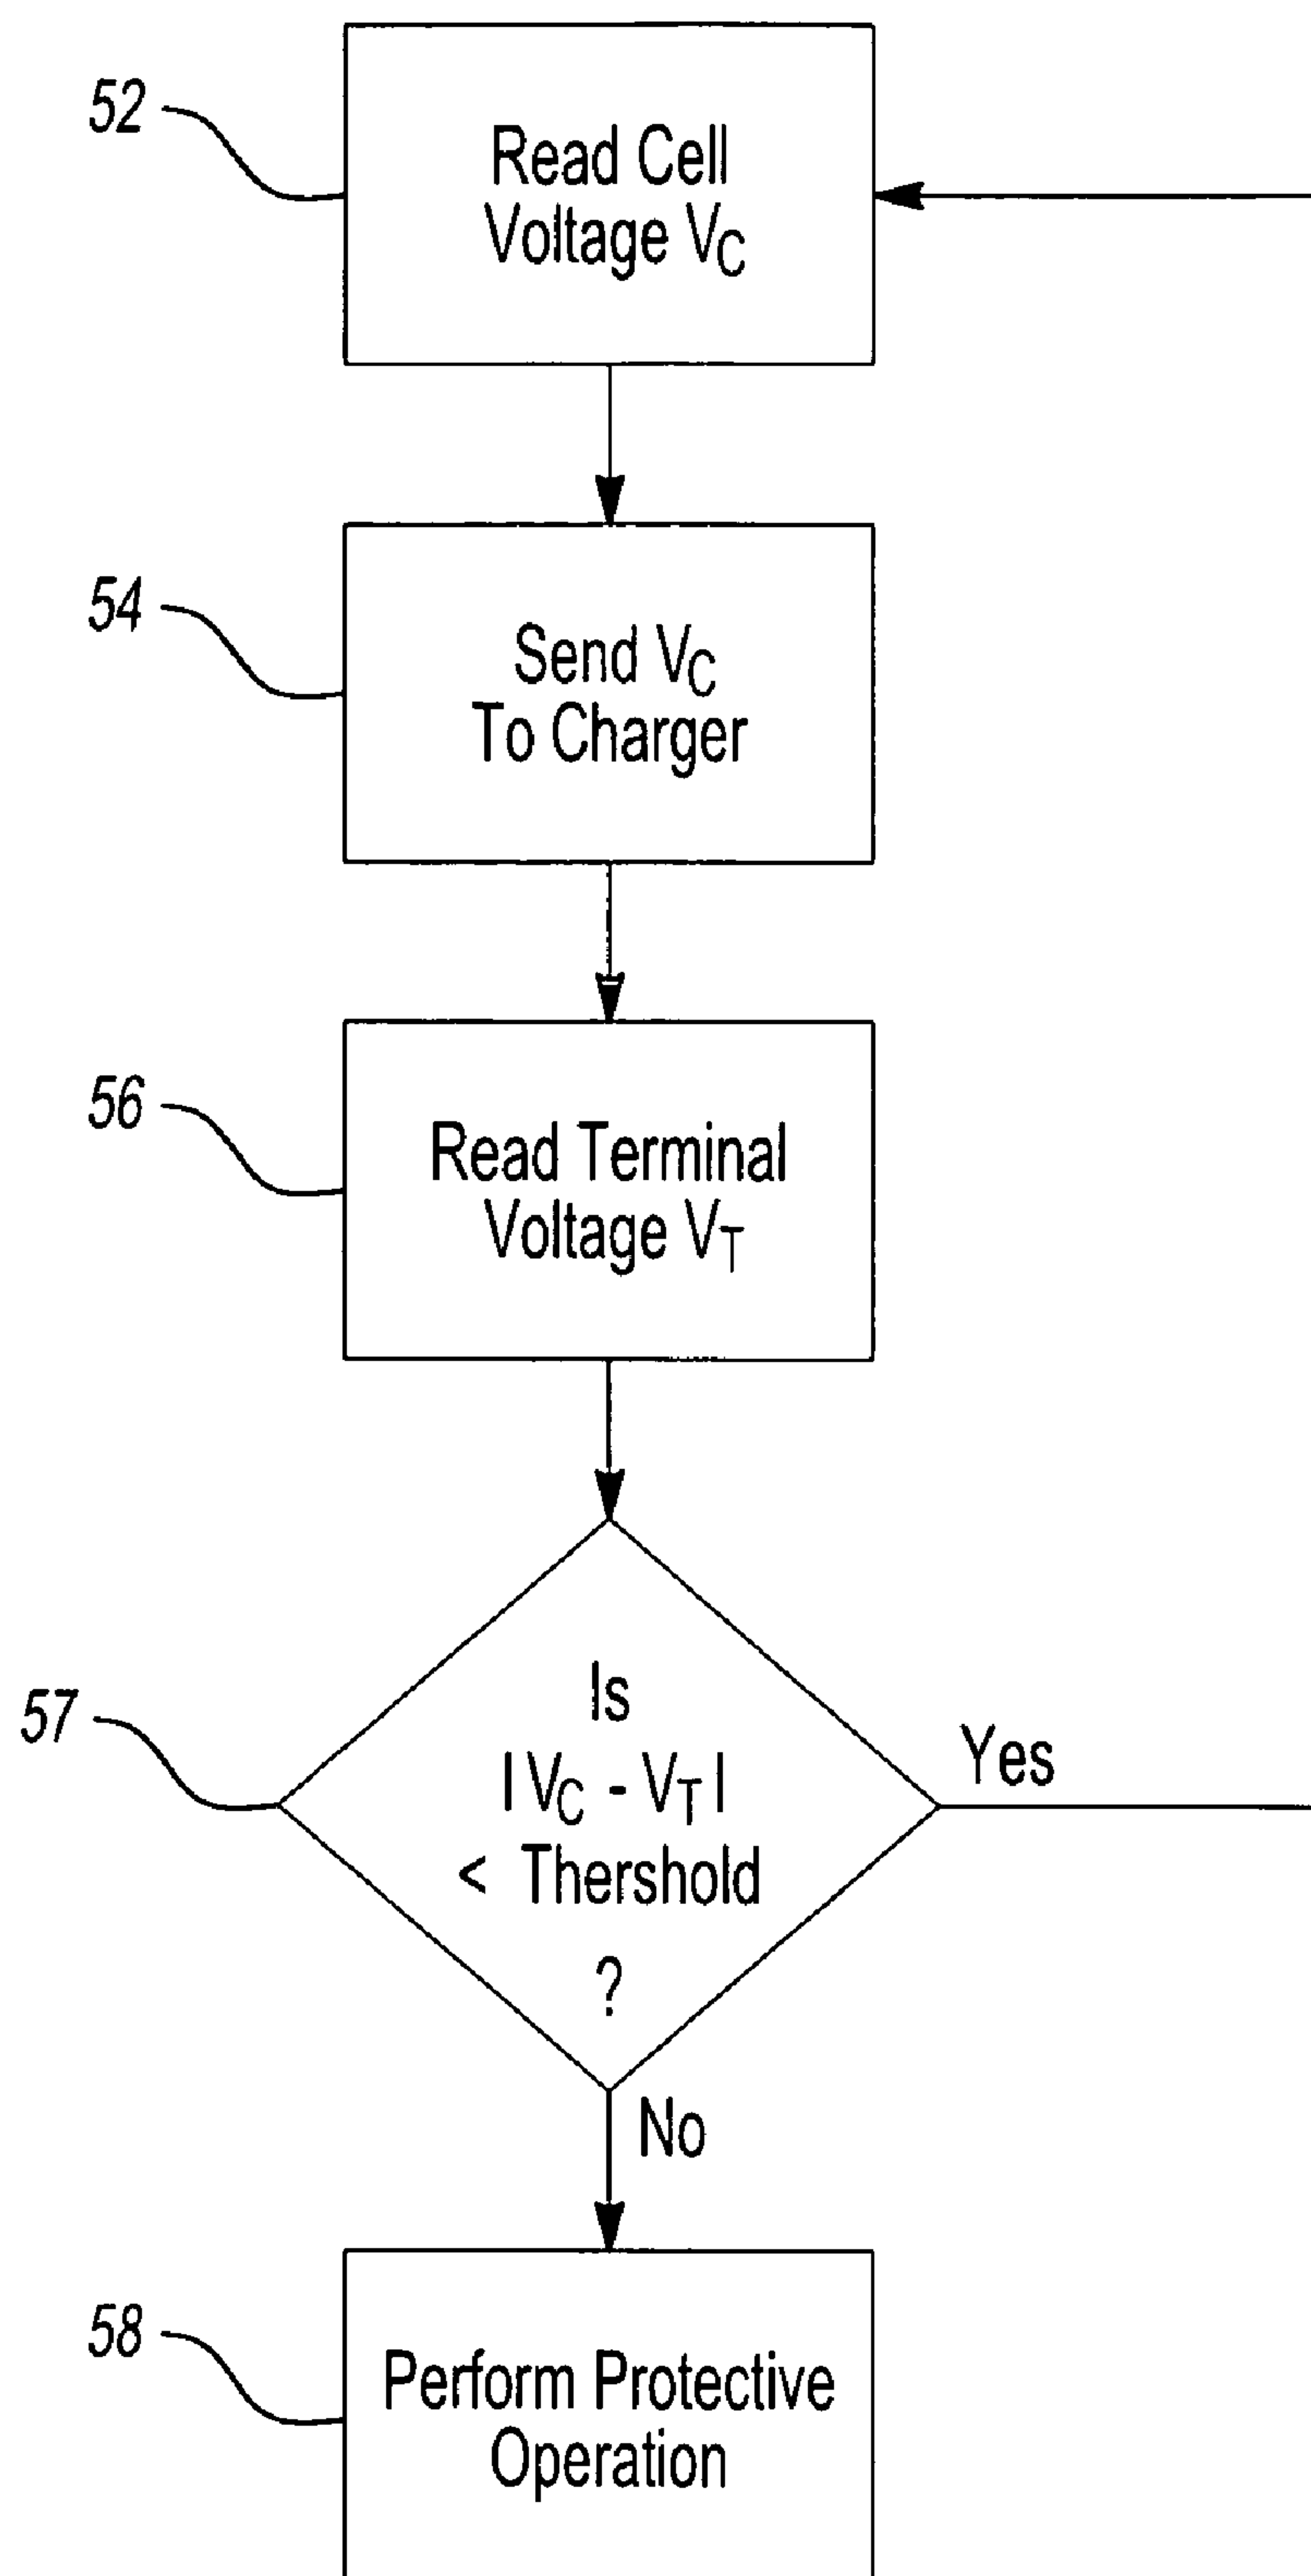 52
Read Cell
Voltage VC
54
Send VC
To Charger
56
Read Terminal
Voltage VT
57
Is
|VC - VT|
< Thershold
?
Yes
No
58
Perform Protective
Operation